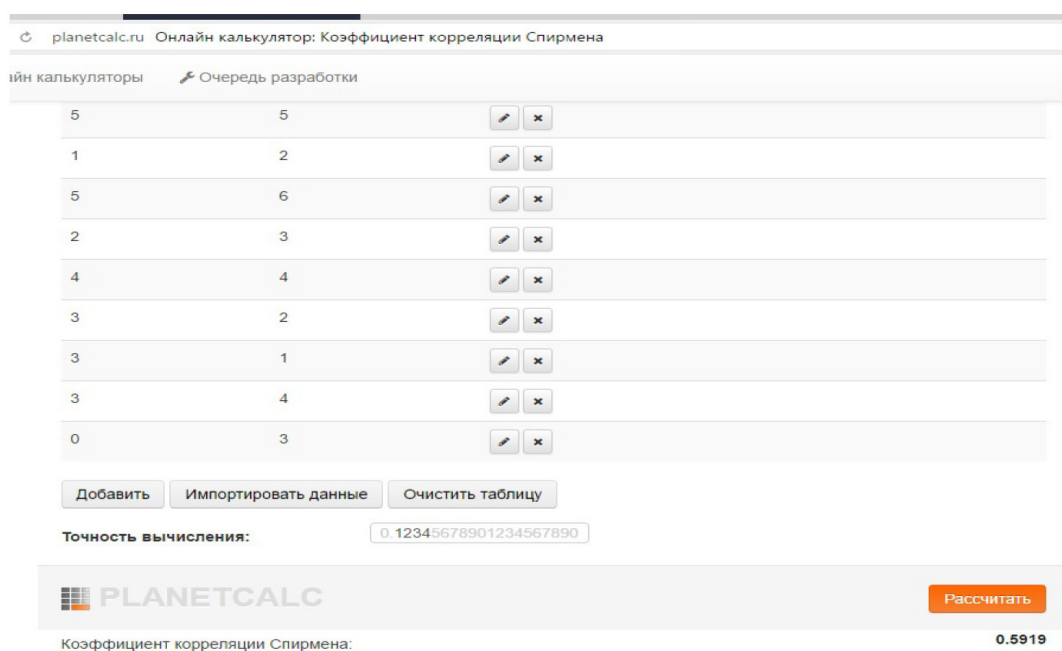 planetcalc.ru Онлайн калькулятор: Коэффициент корреляции Спирмена
йн калькуляторы Очередь разработки
5 5
1 2
5 6
2 3
4 4
3 2
3 1
3 4
0 3
Добавить Импортировать данные Очистить таблицу
Точность вычисления: 0.12345678901234567890
PLANETCALC Рассчитать
Коэффициент корреляции Спирмена: 0.5919